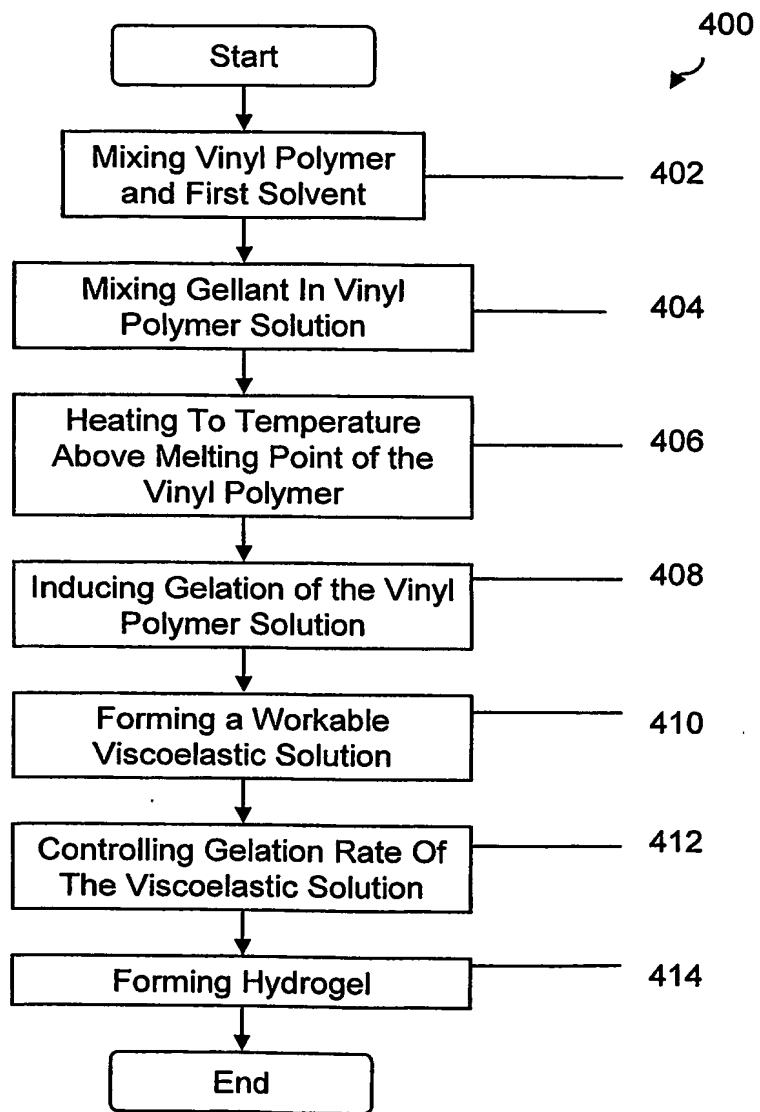 400
Start
Mixing Vinyl Polymer
and First Solvent
402
Mixing Gellant In Vinyl
Polymer Solution
404
Heating To Temperature
Above Melting Point of the
Vinyl Polymer
406
Inducing Gelation of the Vinyl
Polymer Solution
408
Forming a Workable
Viscoelastic Solution
410
Controlling Gelation Rate Of
The Viscoelastic Solution
412
Forming Hydrogel
414
End